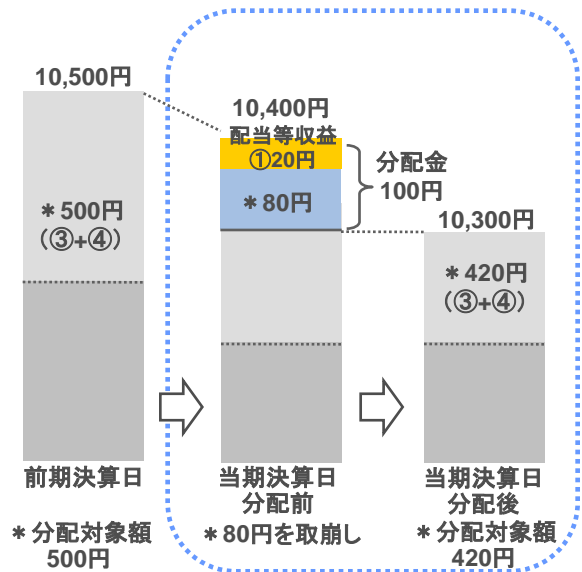 10,500円
＊500円
（③+④）
前期決算日
＊分配対象額
500円
10,400円
配当等収益
①20円
＊80円
分配金
100円
当期決算日
分配前
＊80円を取崩し
10,300円
＊420円
（③+④）
当期決算日
分配後
＊分配対象額
420円